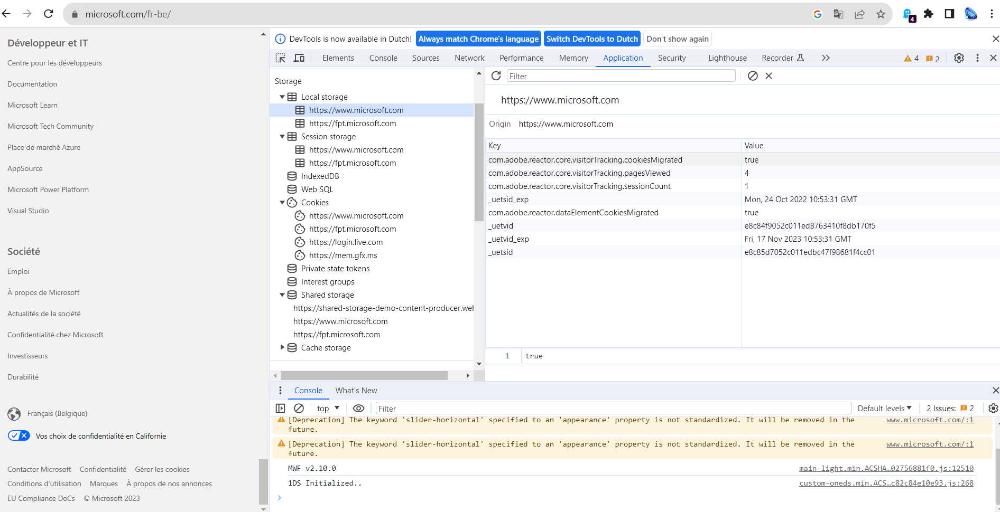 microsoft.com/fr-be/
4
Développeur et IT
Centre pour les développeurs
Documentation
Microsoft Learn
Microsoft Tech Community
Place de marché Azure
AppSource
Microsoft Power Platform
Visual Studio
Société
Emploi
À propos de Microsoft
Actualités de la société
Confidentialité chez Microsoft
Investisseurs
Durabilité
Français (Belgique)
Vos choix de confidentialité en Californie
Contacter Microsoft Confidentialité Gérer les cookies
Conditions d'utilisation Marques À propos de nos annonces
EU Compliance DoCs © Microsoft 2023
DevTools is now available in Dutch! Always match Chrome's language Switch DevTools to Dutch Don't show again
Elements Console Sources Network Performance Memory Application Security Lighthouse Recorder 4 2
Storage
Local storage
https://www.microsoft.com
https://fpt.microsoft.com
Session storage
https://www.microsoft.com
https://fpt.microsoft.com
IndexedDB
Web SQL
Cookies
https://www.microsoft.com
https://fpt.microsoft.com
https://login.live.com
https://mem.gfx.ms
Private state tokens
Interest groups
Shared storage
https://shared-storage-demo-content-producer.web
https://www.microsoft.com
https://fpt.microsoft.com
Cache storage
Filter
https://www.microsoft.com
Origin https://www.microsoft.com
Key Value
com.adobe.reactor.core.visitorTracking.cookiesMigrated true
com.adobe.reactor.core.visitorTracking.pagesViewed 4
com.adobe.reactor.core.visitorTracking.sessionCount 1
_uetsid_exp Mon, 24 Oct 2022 10:53:31 GMT
com.adobe.reactor.dataElementCookiesMigrated true
_uetvid e8c84f9052c011ed8763410f8db170f5
_uetvid_exp Fri, 17 Nov 2023 10:53:31 GMT
_uetsid e8c85d7052c011edbc47f98681f4cc01
1 true
Console What's New
top Filter Default levels 2 Issues: 2
[Deprecation] The keyword 'slider-horizontal' specified to an 'appearance' property is not standardized. It will be removed in the www.microsoft.com/:1
future.
[Deprecation] The keyword 'slider-horizontal' specified to an 'appearance' property is not standardized. It will be removed in the www.microsoft.com/:1
future.
MWF v2.10.0 main-light.min.ACSHA…02756881f0.js:12510
1DS Initialized.. custom-oneds.min.ACS…c82c84e10e93.js:268